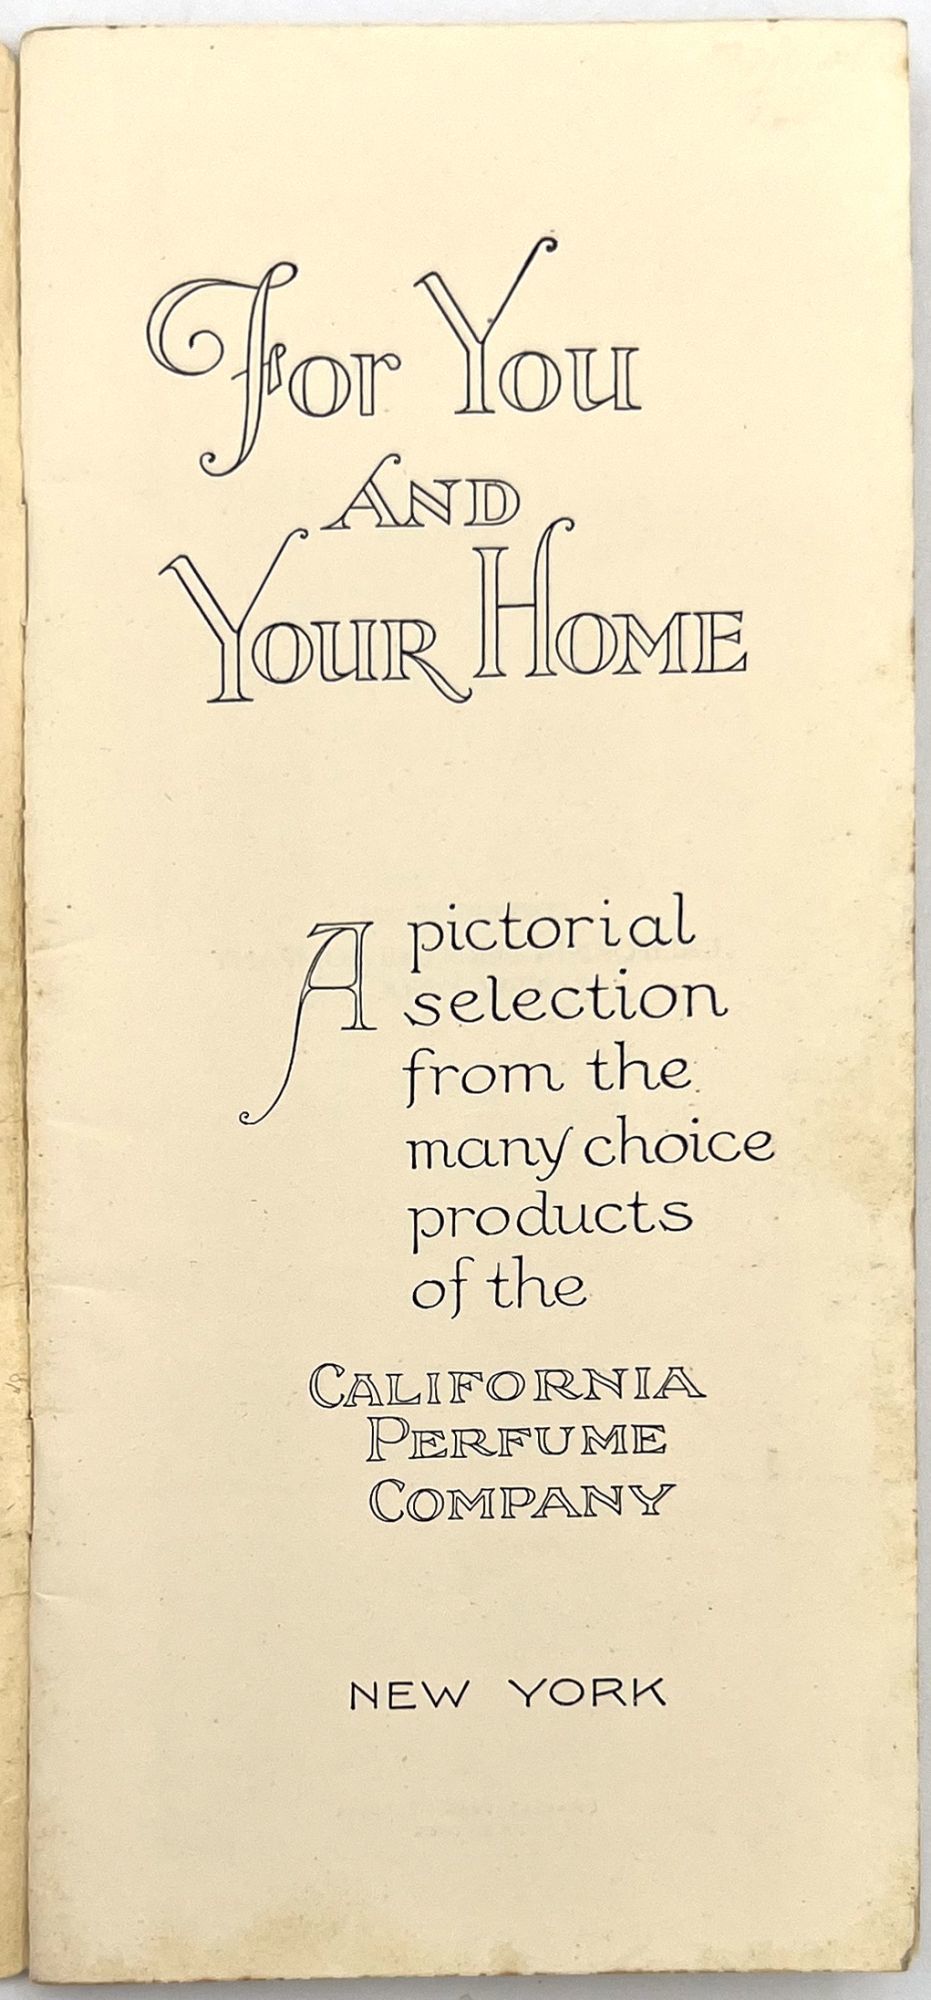 For You
AND
YOUR HOME
A pictorial
selection
from the
many choice
products
of the
CALIFORNIA
PERFUME
COMPANY
NEW YORK